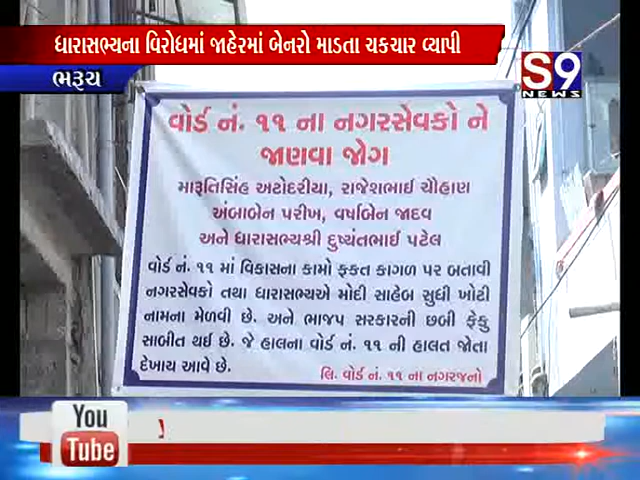 ધારાસભ્યના વિરોધમાં જાહેરમાં બેનરો માડતા ચકચાર વ્યાપી
ભરૂચ
S9
NEWS
વોર્ડ નં. ૧૧ ના નગરસેવકો ને
જાણવા જોગ
મારૂતિસિંહ અટોદરીયા, રાજેશભાઈ ચૌહાણ
અંબાબેન પરીખ, વર્ષાબેન જાદવ
અને ધારાસભ્યશ્રી દુષ્યંતભાઈ પટેલ
વોર્ડ નં. ૧૧ માં વિકાસના કામો ફકત કાગળ પર બતાવી
નગરસેવકો તથા ધારાસભ્યએ મોદી સાહેબ સુધી ખોટી
નામના મેળવી છે. અને ભાજપ સરકારની છબી ફેકુ
સાબીત થઈ છે. જે હાલના વોર્ડ નં. ૧૧ ની હાલત જોતા
દેખાય આવે છે.
લિ. વોર્ડ નં. ૧૧ ના નગરજનો
You
Tube